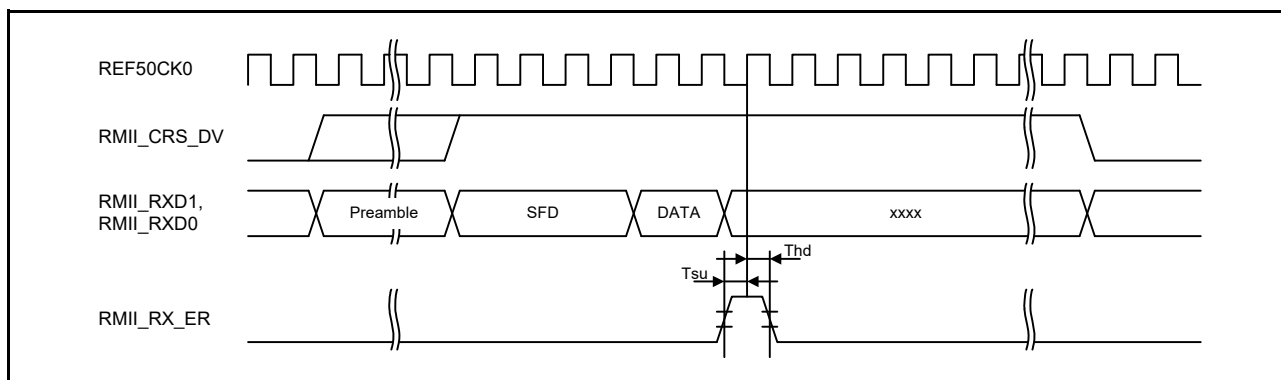 REF50CK0
RMII_CRS_DV
RMII_RXD1,
RMII_RXD0
Preamble
SFD
DATA
xxxx
Thd
Tsu
RMII_RX_ER